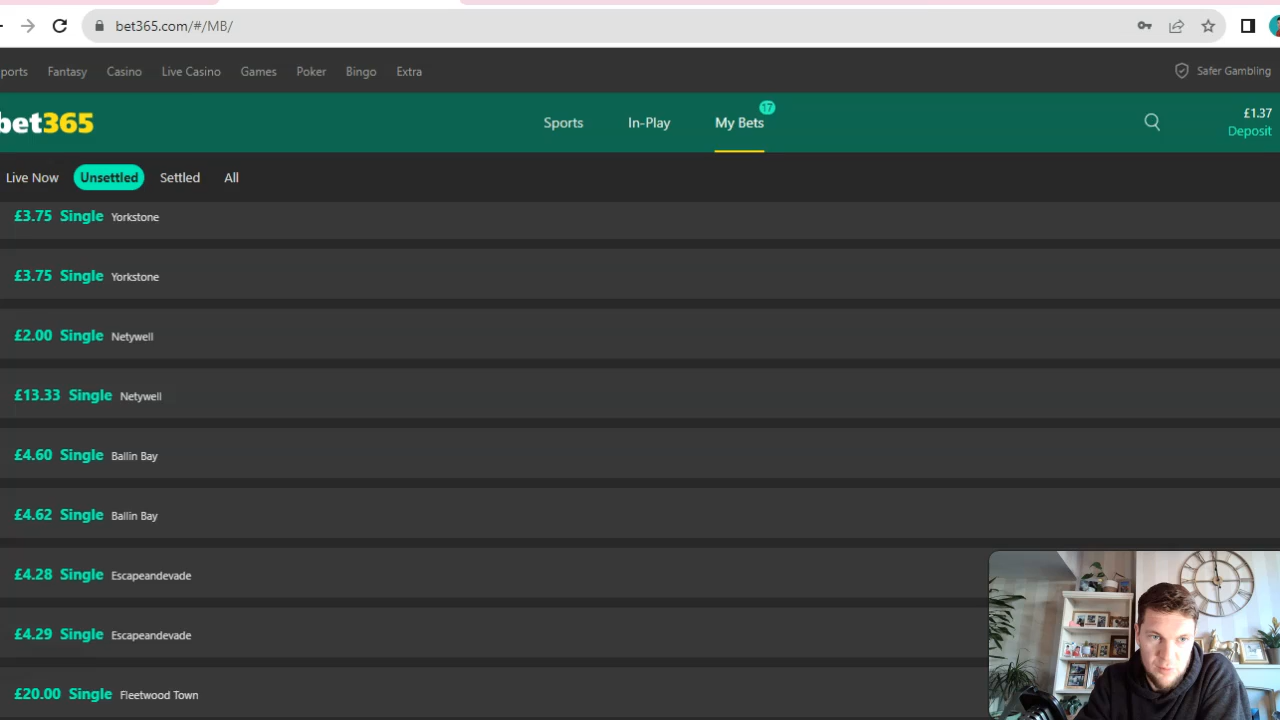 bet365.com/#/MB/
ports Fantasy Casino Live Casino Games Poker Bingo Extra Safer Gambling
bet365 Sports In-Play My Bets 17 £1.37
Deposit
Live Now Unsettled Settled All
£3.75 Single Yorkstone
£3.75 Single Yorkstone
£2.00 Single Netywell
£13.33 Single Netywell
£4.60 Single Ballin Bay
£4.62 Single Ballin Bay
£4.28 Single Escapeandevade
£4.29 Single Escapeandevade
£20.00 Single Fleetwood Town